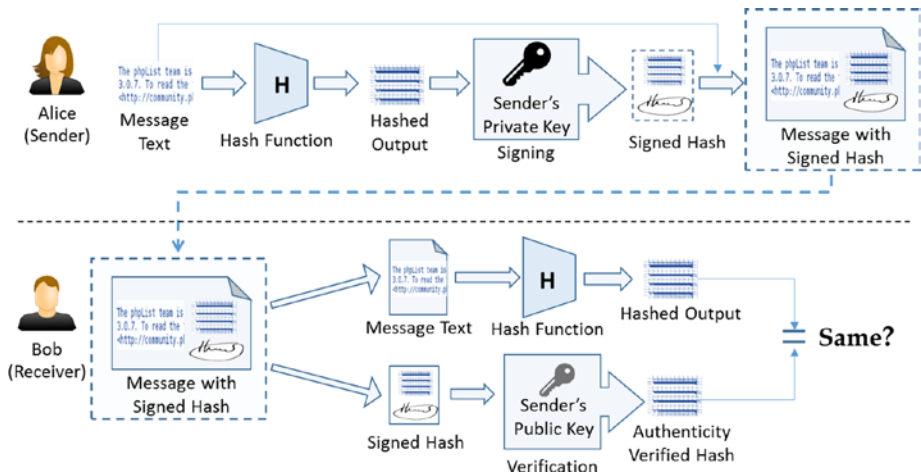 The phpList team is
3.0.7. To read the
<http://community.pl
Message
Text
Alice
(Sender)
H
Hash Function
Hashed
Output
Sender's
Private Key
Signing
Signed Hash
The phpList team is
3.0.7. To read the
<http://community.pl
Message with
Signed Hash
Bob
(Receiver)
The phpList team is
3.0.7. To read the
<http://community.pl
Message with
Signed Hash
The phpList team is
3.0.7. To read the
<http://community.pl
Message Text
H
Hash Function
Hashed Output
Same?
Signed Hash
Sender's
Public Key
Verification
Authenticity
Verified Hash